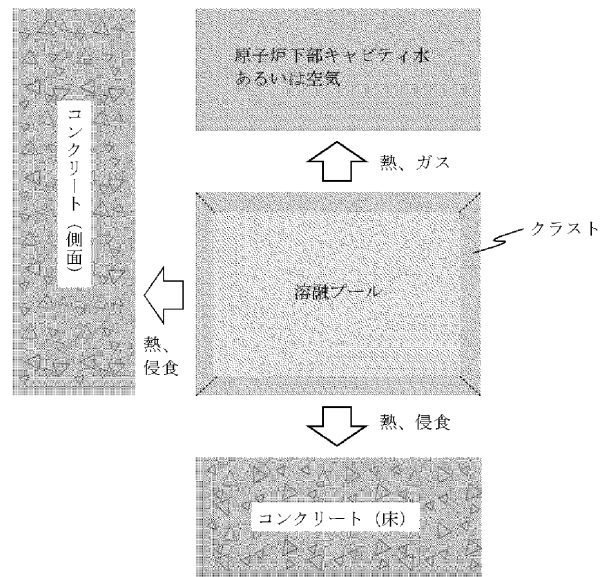 原子炉下部キャビティ水
あるいは空気
コンクリート（側面）
熱、ガス
クラスト
溶融プール
熱、
侵食
熱、侵食
コンクリート（床）